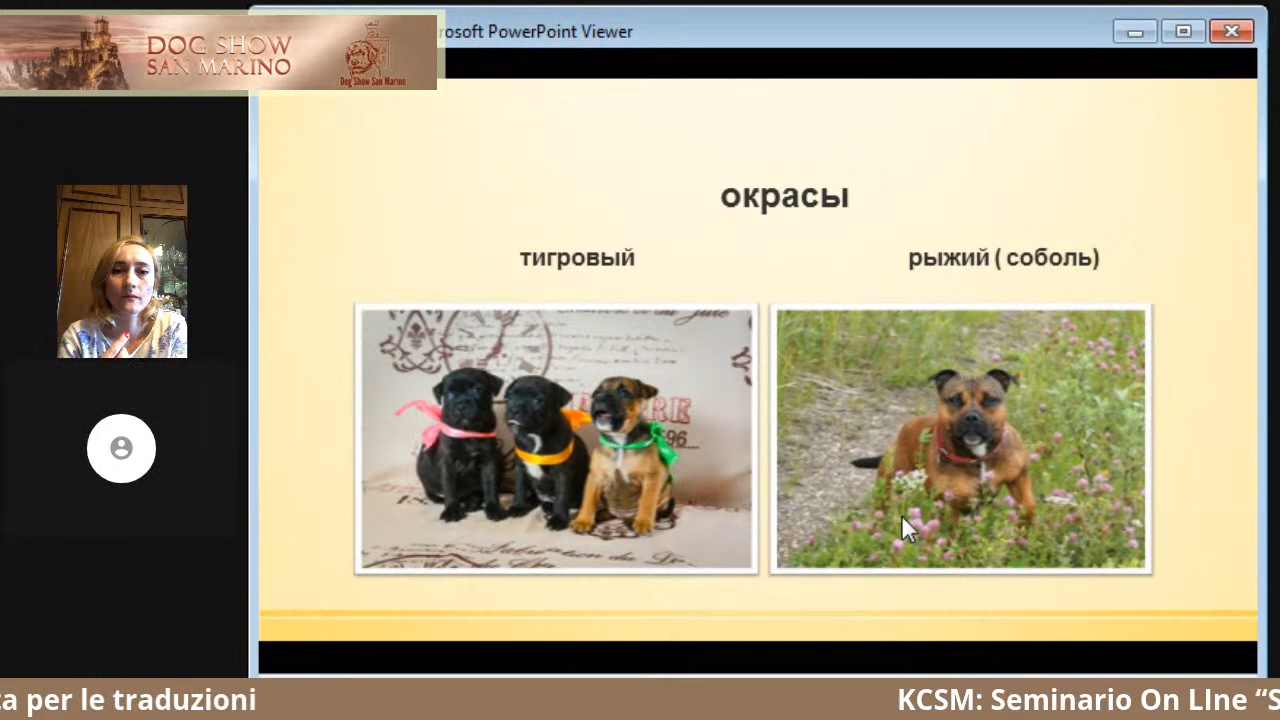 DOG SHOW
SAN MARINO
Dog Show San Marino
rosoft PowerPoint Viewer
окрасы
тигровый
рыжий ( соболь)
ta per le traduzioni
KCSM: Seminario On LIne “S